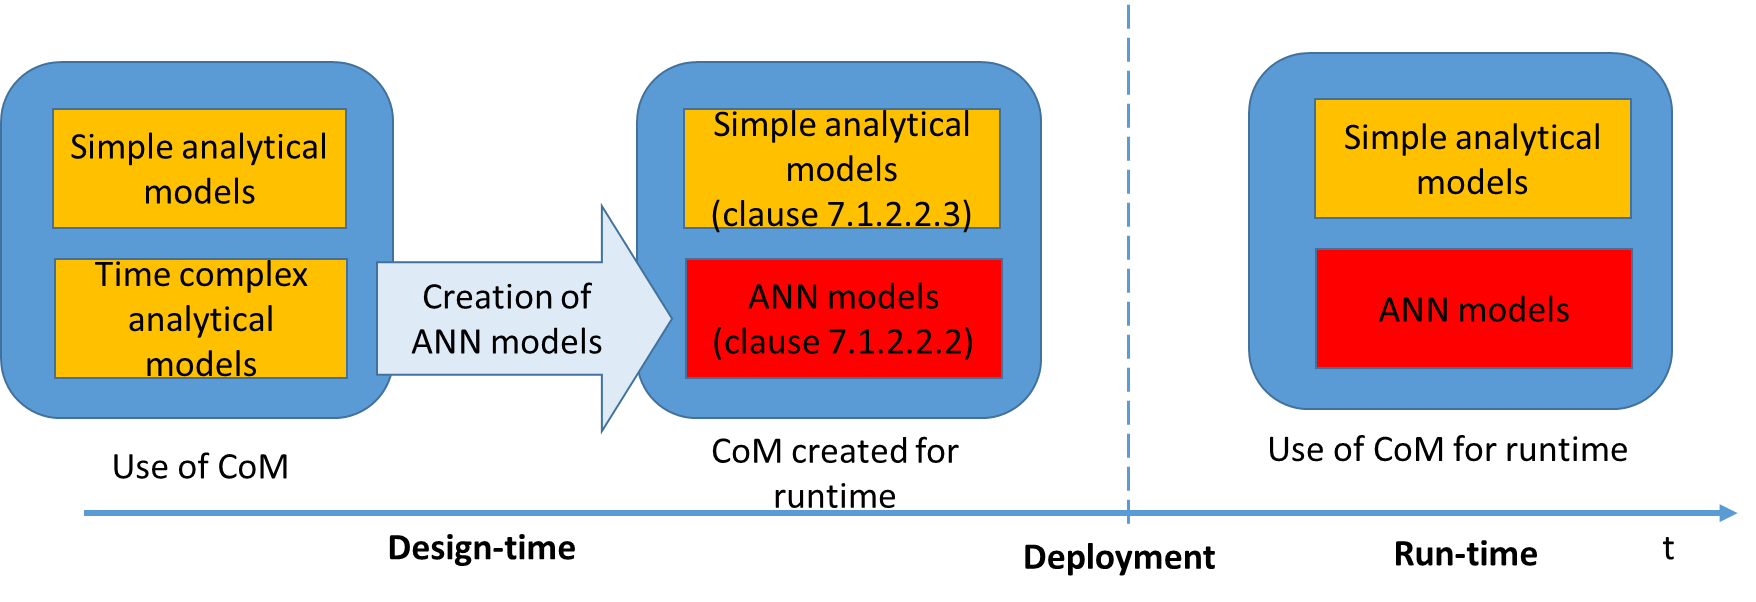 Simple analytical
models
Time complex
analytical
models
Use of CoM
Creation of
ANN models
Simple analytical
models
(clause 7.1.2.2.3)
ANN models
(clause 7.1.2.2.2)
CoM created for
runtime
Simple analytical
models
ANN models
Use of CoM for runtime
Design-time
Deployment
Run-time
t